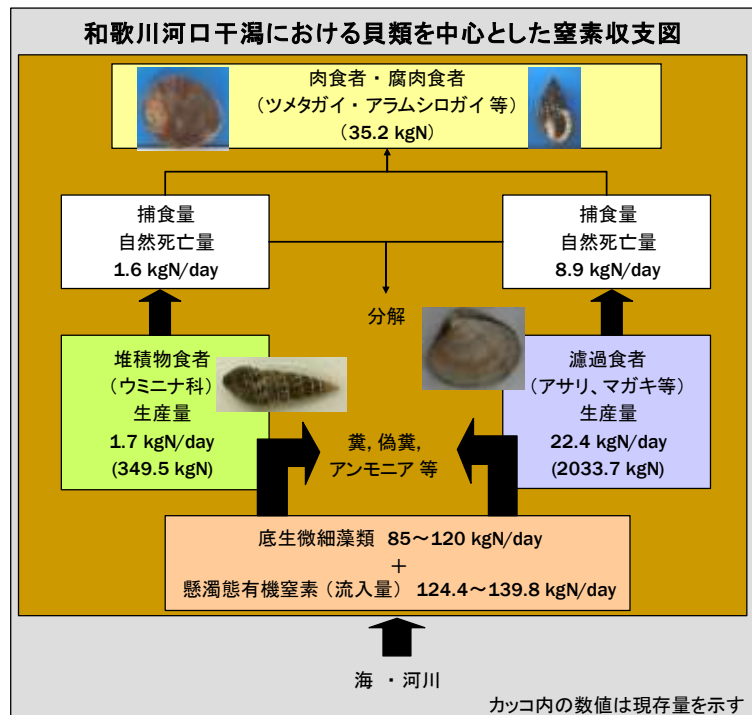 和歌川河口干潟における貝類を中心とした窒素収支図
肉食者・腐肉食者
(ツメタガイ・アラムシロガイ 等)
(35.2 kgN)
捕食量
自然死亡量
1.6 kgN/day
捕食量
自然死亡量
8.9 kgN/day
分解
堆積物食者
(ウミニナ科)
生産量
1.7 kgN/day
(349.5 kgN)
濾過食者
(アサリ、マガキ等)
生産量
22.4 kgN/day
(2033.7 kgN)
糞, 偽糞,
アンモニア 等
底生微細藻類 85~120 kgN/day
+
懸濁態有機窒素 (流入量) 124.4~139.8 kgN/day
海 ・河川
カッコ内の数値は現存量を示す